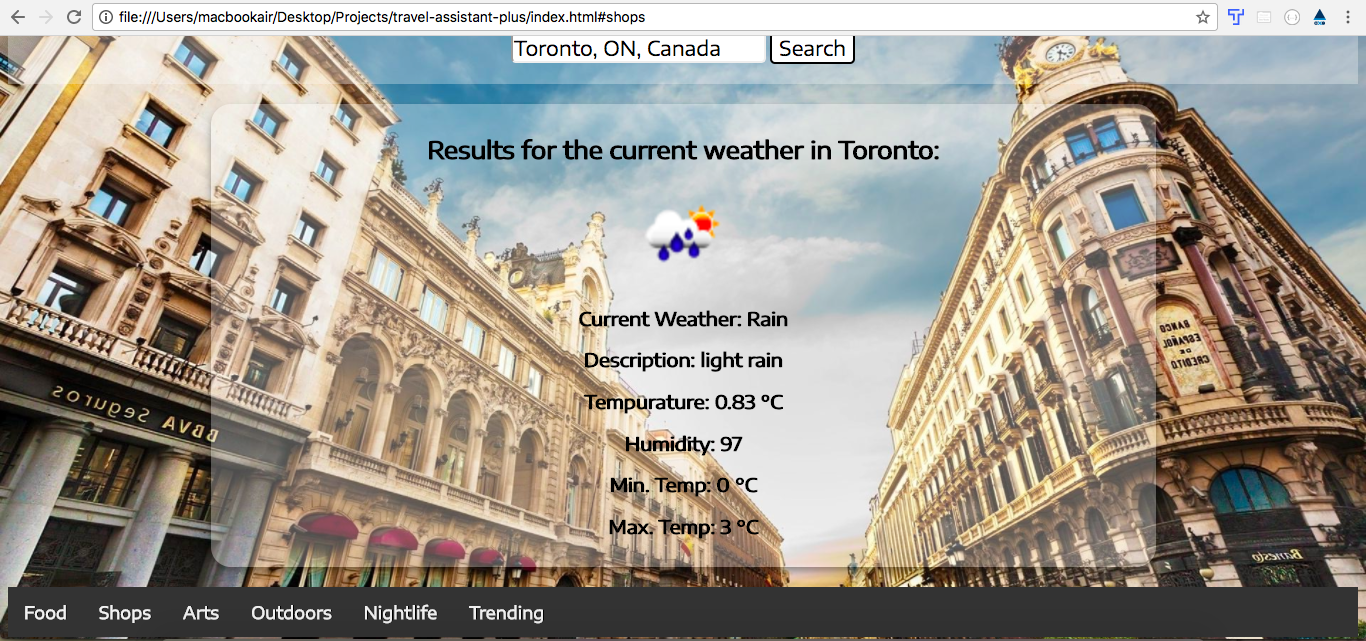 file:///Users/macbookair/Desktop/Projects/travel-assistant-plus/index.html#shops
Toronto, ON, Canada Search
Results for the current weather in Toronto:
Current Weather: Rain
Description: light rain
Tempurature: 0.83 °C
Humidity: 97
Min. Temp: 0 °C
Max. Temp: 3 °C
BANCO
ESPAÑOL
DE
CREDITO
BBVA Seguros
Banesto
Food Shops Arts Outdoors Nightlife Trending